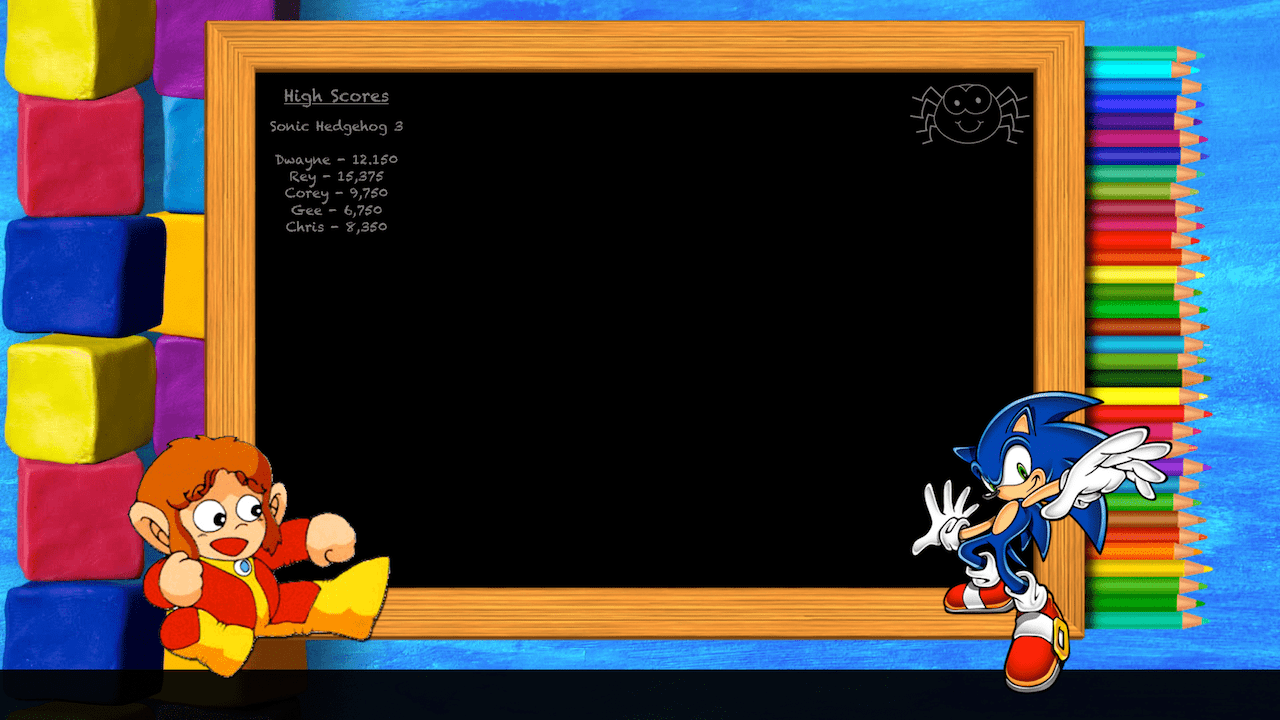 High Scores
Sonic Hedgehog 3
Dwayne - 12.150
Rey - 15,375
Corey - 9,750
Gee - 6,750
Chris - 8,350